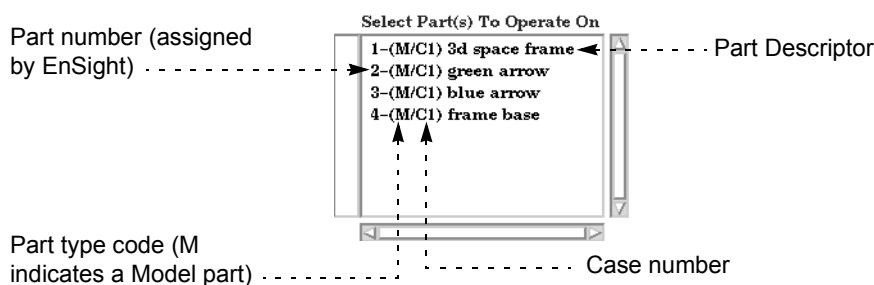 Select Part(s) To Operate On
Part number (assigned
by EnSight)
1-(M/C1) 3d space frame
2-(M/C1) green arrow
3-(M/C1) blue arrow
4-(M/C1) frame base
Part Descriptor
Part type code (M
indicates a Model part)
Case number